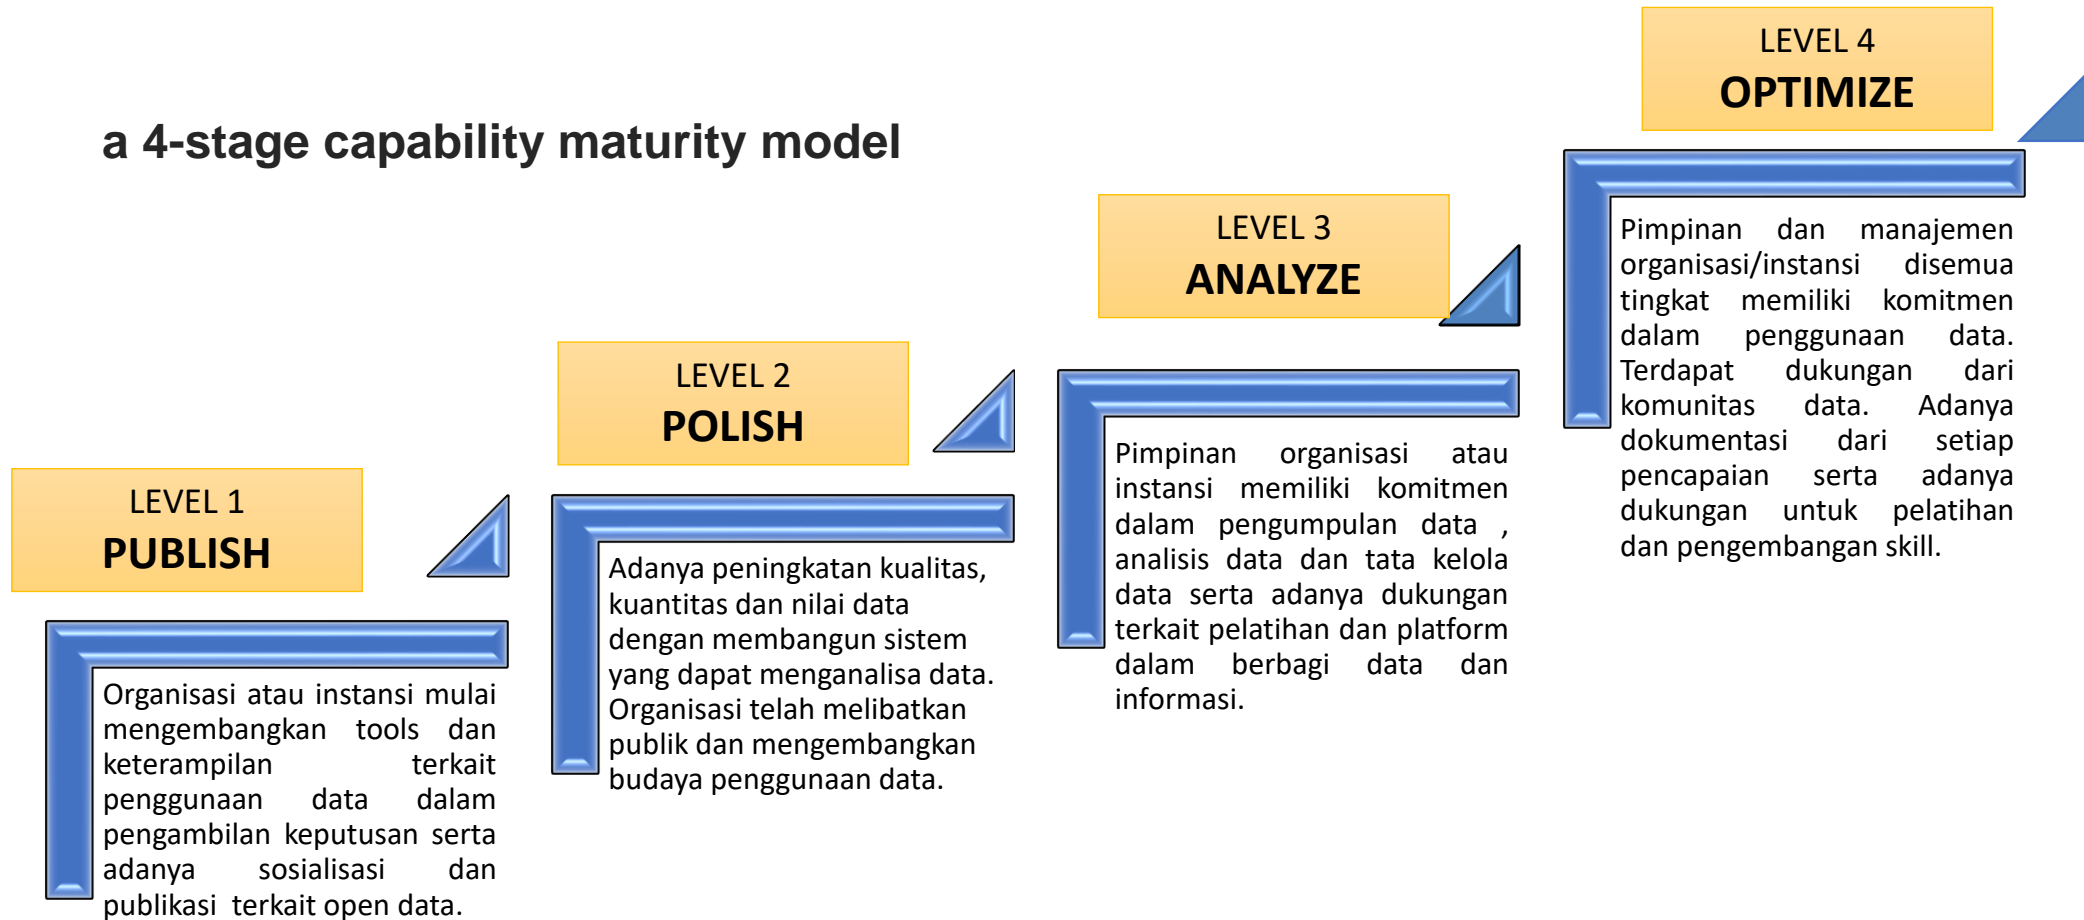 a 4-stage capability maturity model
LEVEL 1
PUBLISH
Organisasi atau instansi mulai
mengembangkan tools dan
keterampilan terkait
penggunaan data dalam
pengambilan keputusan serta
adanya sosialisasi dan
publikasi terkait open data.
LEVEL 2
POLISH
Adanya peningkatan kualitas,
kuantitas dan nilai data
dengan membangun sistem
yang dapat menganalisa data.
Organisasi telah melibatkan
publik dan mengembangkan
budaya penggunaan data.
LEVEL 3
ANALYZE
Pimpinan organisasi atau
instansi memiliki komitmen
dalam pengumpulan data ,
analisis data dan tata kelola
data serta adanya dukungan
terkait pelatihan dan platform
dalam berbagi data dan
informasi.
LEVEL 4
OPTIMIZE
Pimpinan dan manajemen
organisasi/instansi disemua
tingkat memiliki komitmen
dalam penggunaan data.
Terdapat dukungan dari
komunitas data. Adanya
dokumentasi dari setiap
pencapaian serta adanya
dukungan untuk pelatihan
dan pengembangan skill.